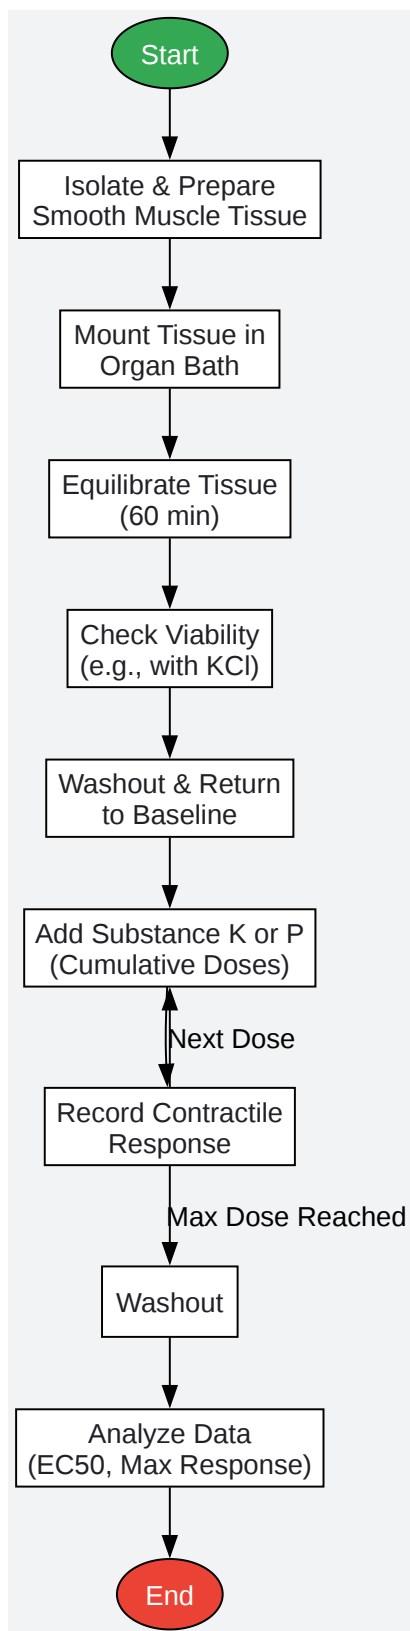 Start
Isolate & Prepare
Smooth Muscle Tissue
Mount Tissue in
Organ Bath
Equilibrate Tissue
(60 min)
Check Viability
(e.g., with KCl)
Washout & Return
to Baseline
Add Substance K or P
(Cumulative Doses)
Next Dose
Record Contractile
Response
Max Dose Reached
Washout
Analyze Data
(EC50, Max Response)
End